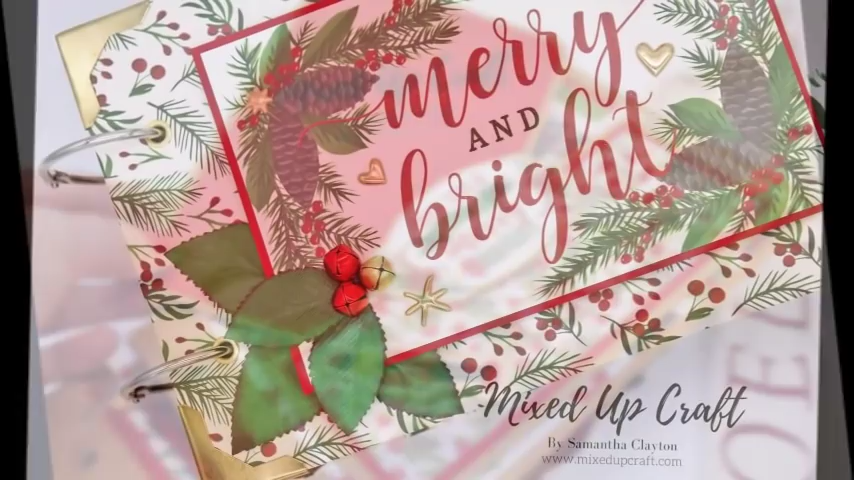 merry
AND
bright
Mixed Up Craft
By Samantha Clayton
www.mixedupcraft.com